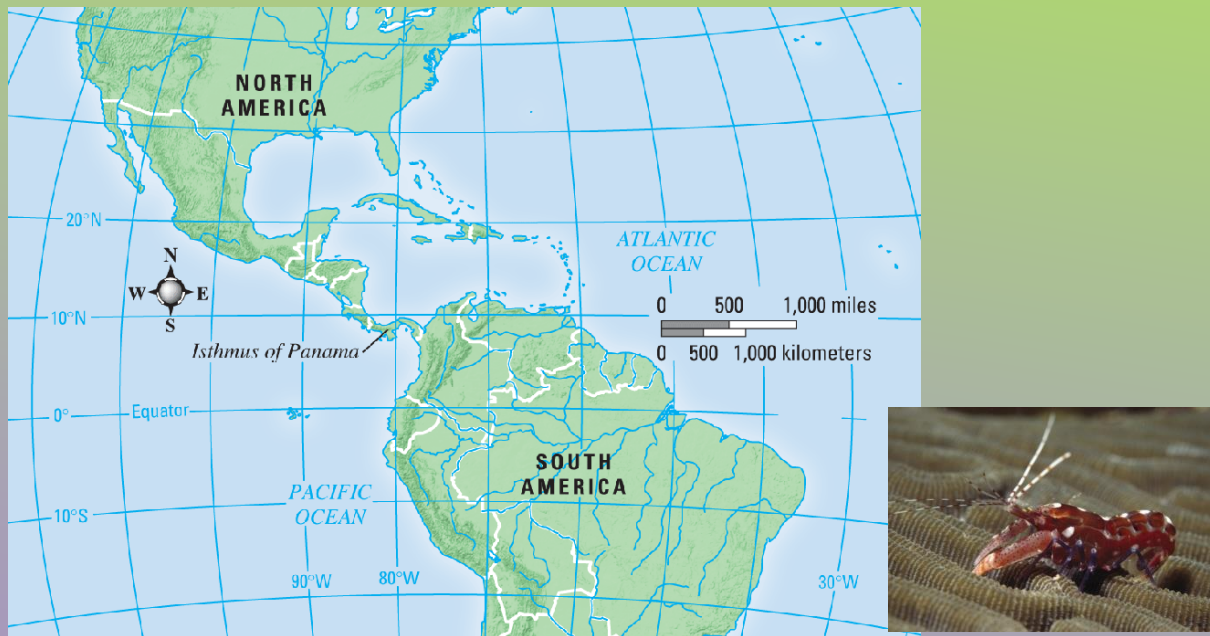 NORTH
AMERICA
20°N
ATLANTIC
OCEAN
N
W
E
S
0 500 1,000 miles
0 500 1,000 kilometers
10°N
Isthmus of Panama
0°
Equator
SOUTH
AMERICA
PACIFIC
OCEAN
10°S
90°W
80°W
30°W